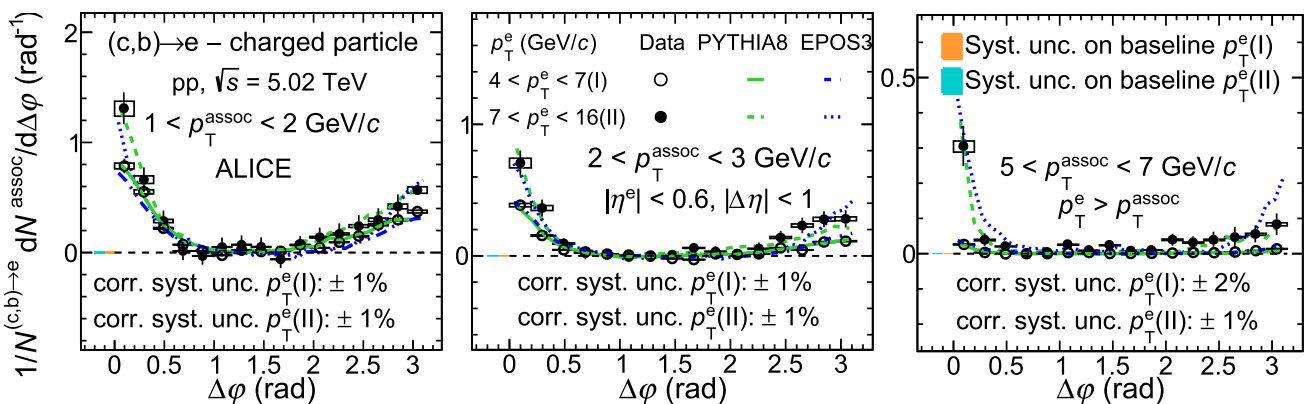 1/N^(c,b)→e dN^assoc/dΔφ (rad⁻¹)
2
1
0
(c,b)→e – charged particle
pp, √s = 5.02 TeV
1 < p_T^assoc < 2 GeV/c
ALICE
corr. syst. unc. p_T^e(I): ± 1%
corr. syst. unc. p_T^e(II): ± 1%
0 0.5 1 1.5 2 2.5 3
Δφ (rad)
1
0
p_T^e (GeV/c) Data PYTHIA8 EPOS3
4 < p_T^e < 7(I)
7 < p_T^e < 16(II)
2 < p_T^assoc < 3 GeV/c
|η^e| < 0.6, |Δη| < 1
corr. syst. unc. p_T^e(I): ± 1%
corr. syst. unc. p_T^e(II): ± 1%
0 0.5 1 1.5 2 2.5 3
Δφ (rad)
0.5
0
Syst. unc. on baseline p_T^e(I)
Syst. unc. on baseline p_T^e(II)
5 < p_T^assoc < 7 GeV/c
p_T^e > p_T^assoc
corr. syst. unc. p_T^e(I): ± 2%
corr. syst. unc. p_T^e(II): ± 1%
0 0.5 1 1.5 2 2.5 3
Δφ (rad)